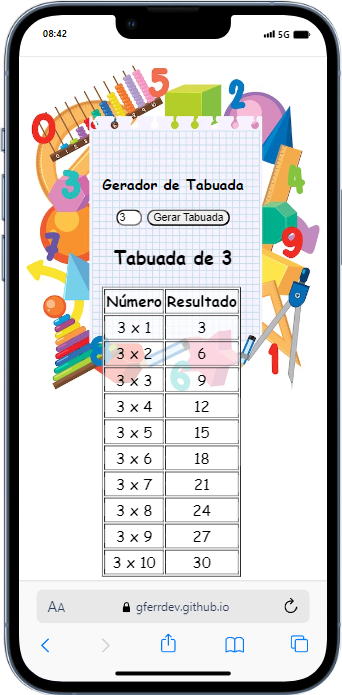 08:42
5G
5
2
0
4
3
7
9
Gerador de Tabuada
3 Gerar Tabuada
Tabuada de 3
Número Resultado
3 x 1 3
3 x 2 6
3 x 3 9
3 x 4 12
3 x 5 15
3 x 6 18
3 x 7 21
3 x 8 24
3 x 9 27
3 x 10 30
6
1
AA gferrdev.github.io